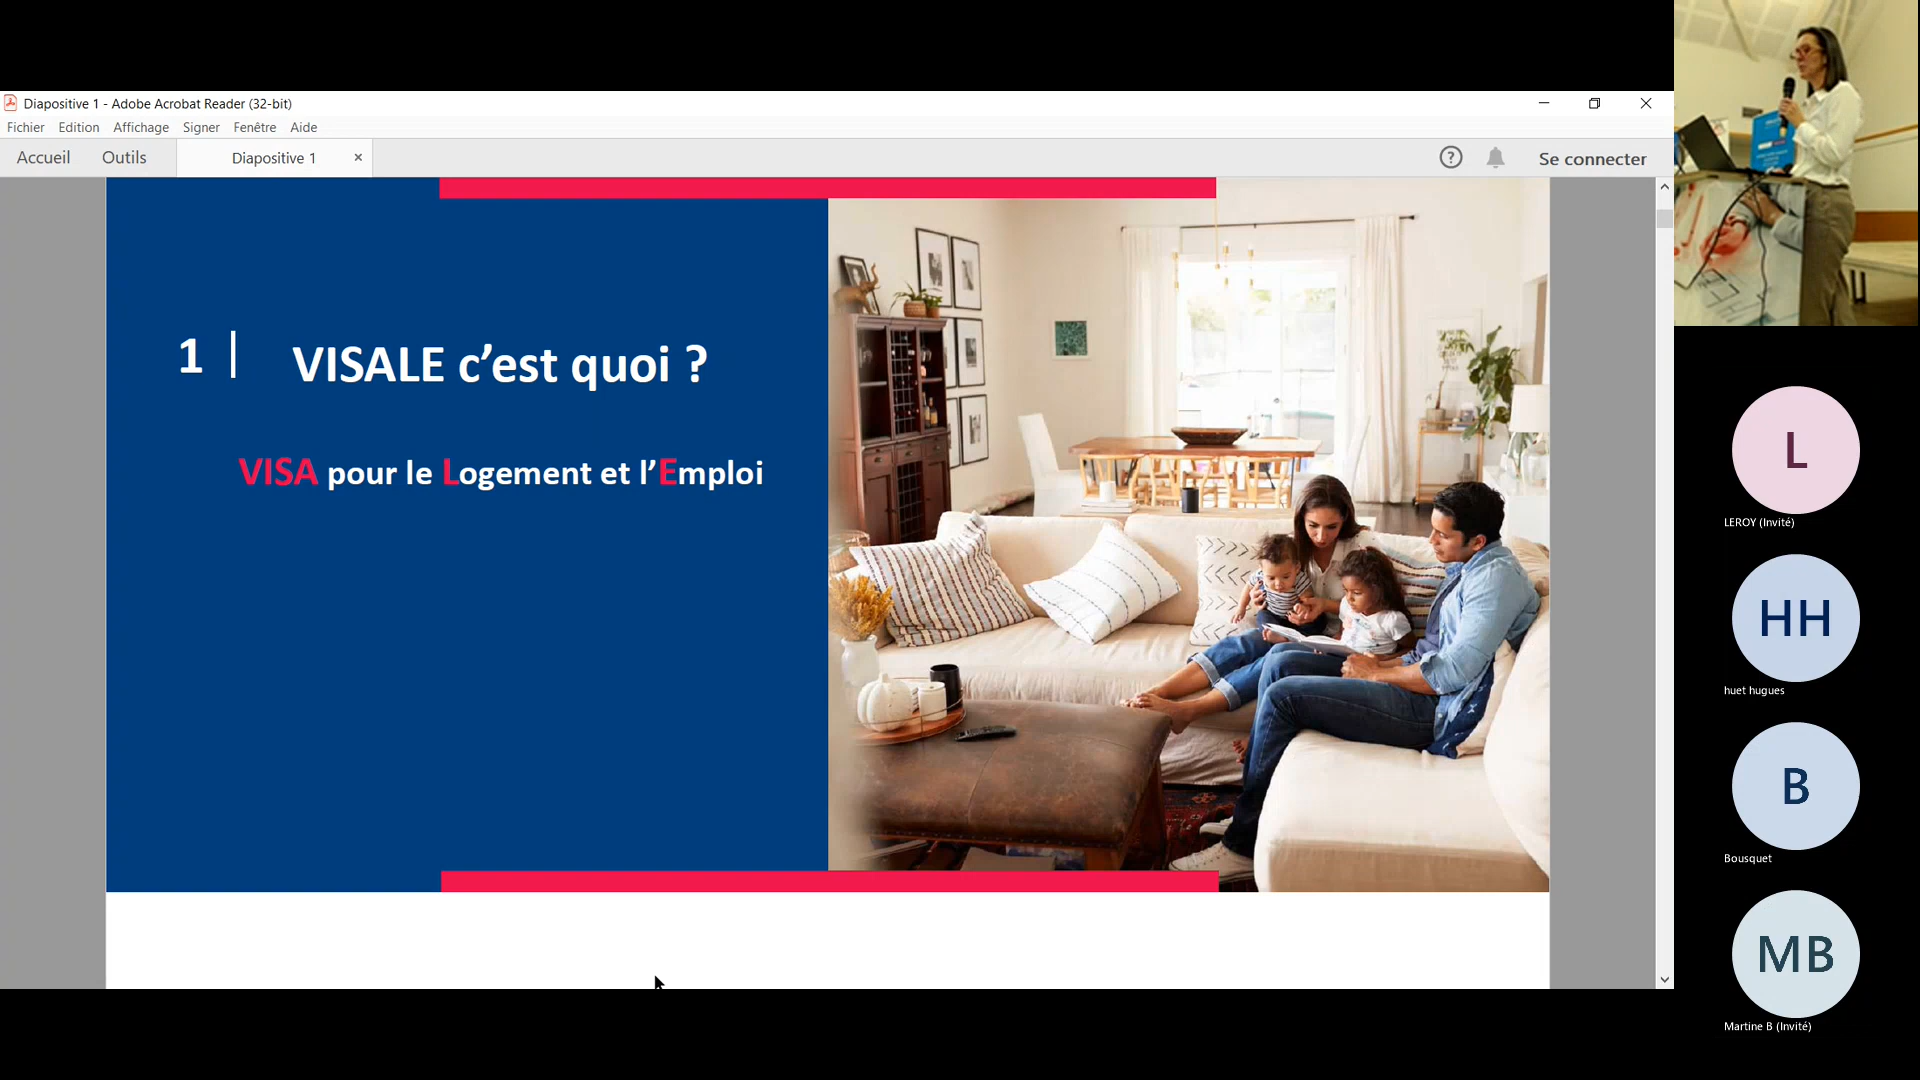 Diapositive 1 - Adobe Acrobat Reader (32-bit)
Fichier Edition Affichage Signer Fenêtre Aide
Accueil Outils Diapositive 1 × ? Se connecter
1 | VISALE c’est quoi ?
VISA pour le Logement et l’Emploi
L
LEROY (Invité)
HH
huet hugues
B
Bousquet
MB
Martine B (Invité)